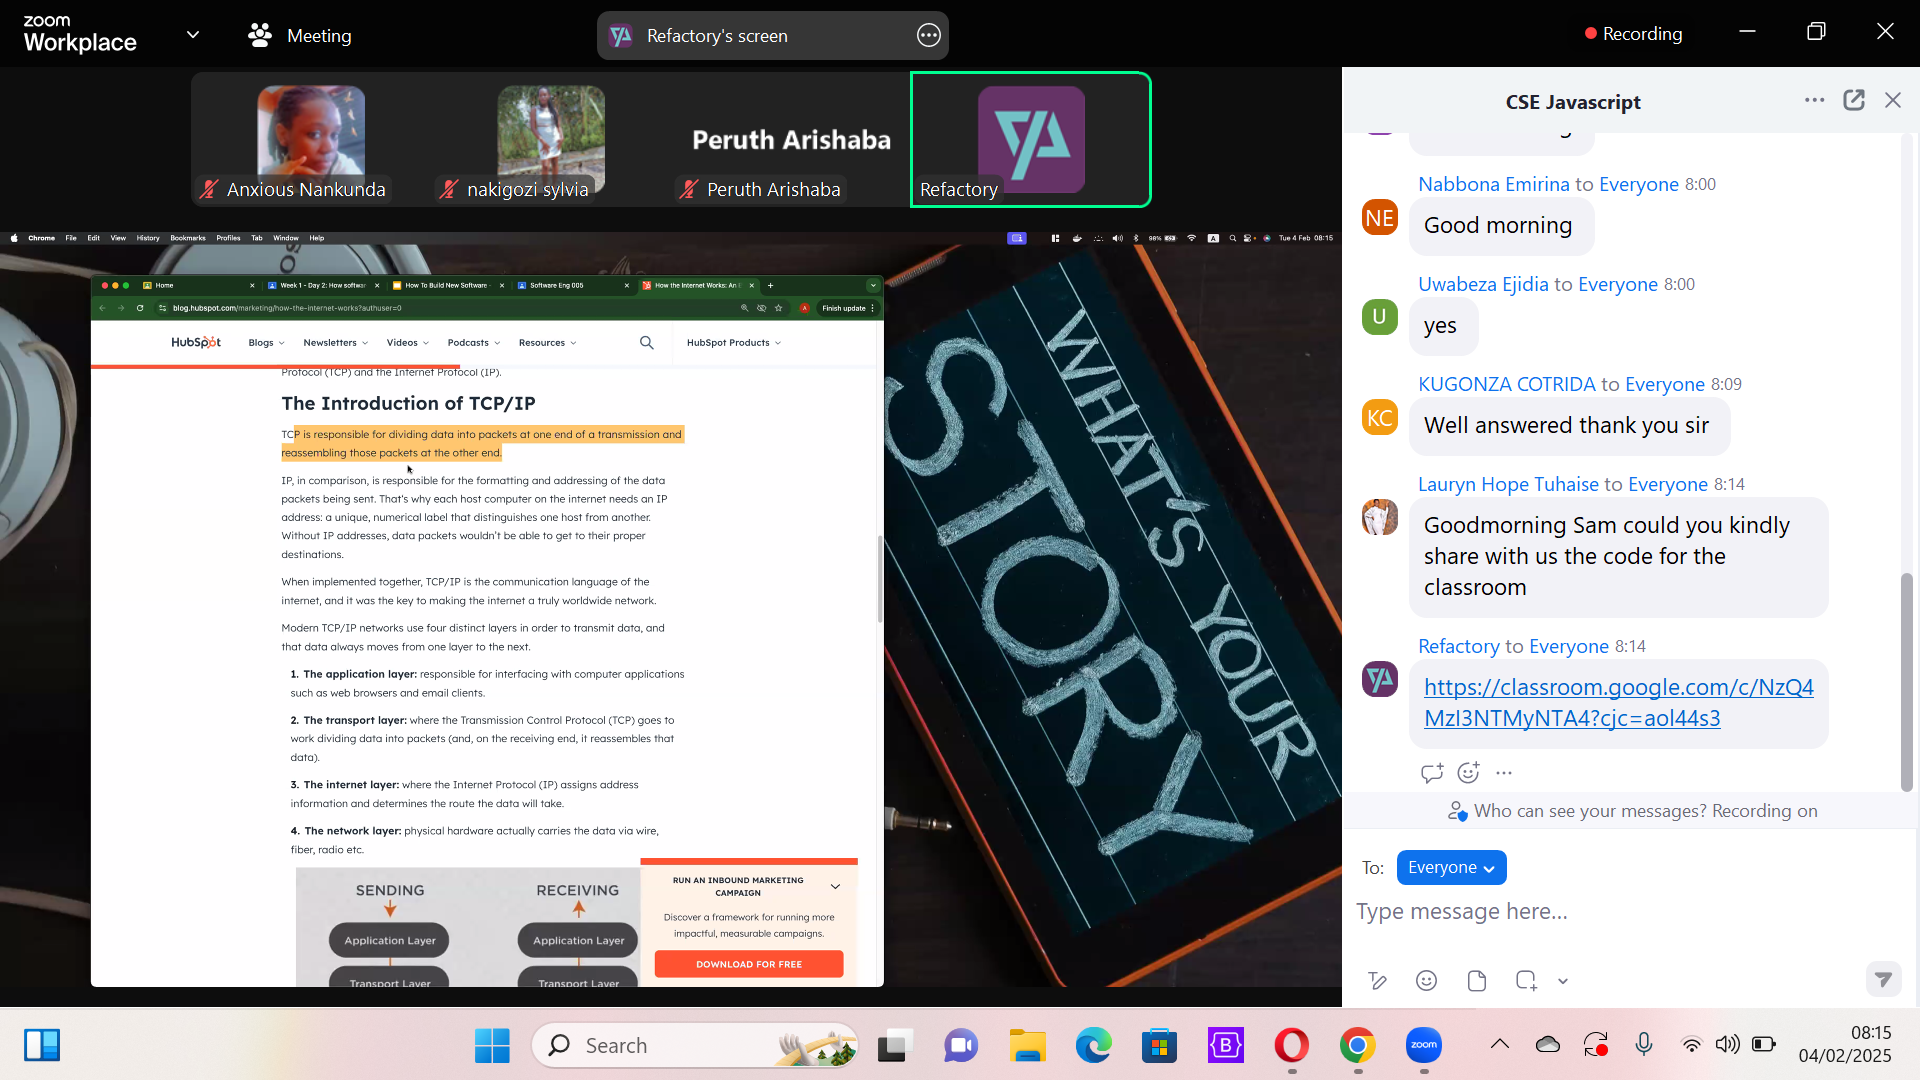 zoom
Workplace
Meeting
Refactory's screen
Recording
Anxious Nankunda
nakigozi sylvia
Peruth Arishaba
Peruth Arishaba
Refactory
Chrome File Edit View History Bookmarks Profiles Tab Window Help
98% A Tue 4 Feb 08:15
Home
Week 1 - Day 2: How softwar
How To Build New Software -
Software Eng 005
How the Internet Works: An
blog.hubspot.com/marketing/how-the-internet-works?authuser=0
Finish update
HubSpot Blogs Newsletters Videos Podcasts Resources HubSpot Products
Protocol (TCP) and the Internet Protocol (IP).
The Introduction of TCP/IP
TCP is responsible for dividing data into packets at one end of a transmission and
reassembling those packets at the other end.
IP, in comparison, is responsible for the formatting and addressing of the data
packets being sent. That's why each host computer on the internet needs an IP
address: a unique, numerical label that distinguishes one host from another.
Without IP addresses, data packets wouldn't be able to get to their proper
destinations.
When implemented together, TCP/IP is the communication language of the
internet, and it was the key to making the internet a truly worldwide network.
Modern TCP/IP networks use four distinct layers in order to transmit data, and
that data always moves from one layer to the next.
1. The application layer: responsible for interfacing with computer applications
such as web browsers and email clients.
2. The transport layer: where the Transmission Control Protocol (TCP) goes to
work dividing data into packets (and, on the receiving end, it reassembles that
data).
3. The internet layer: where the Internet Protocol (IP) assigns address
information and determines the route the data will take.
4. The network layer: physical hardware actually carries the data via wire,
fiber, radio etc.
SENDING RECEIVING
Application Layer Application Layer
Transport Layer Transport Layer
RUN AN INBOUND MARKETING
CAMPAIGN
Discover a framework for running more
impactful, measurable campaigns.
DOWNLOAD FOR FREE
WHAT'S YOUR
STORY
CSE Javascript
Nabbona Emirina to Everyone 8:00
NE
Good morning
Uwabeza Ejidia to Everyone 8:00
U
yes
KUGONZA COTRIDA to Everyone 8:09
KC
Well answered thank you sir
Lauryn Hope Tuhaise to Everyone 8:14
Goodmorning Sam could you kindly
share with us the code for the
classroom
Refactory to Everyone 8:14
https://classroom.google.com/c/NzQ4
MzI3NTMyNTA4?cjc=aol44s3
Who can see your messages? Recording on
To: Everyone
Type message here...
Search
B
zoom
08:15
04/02/2025